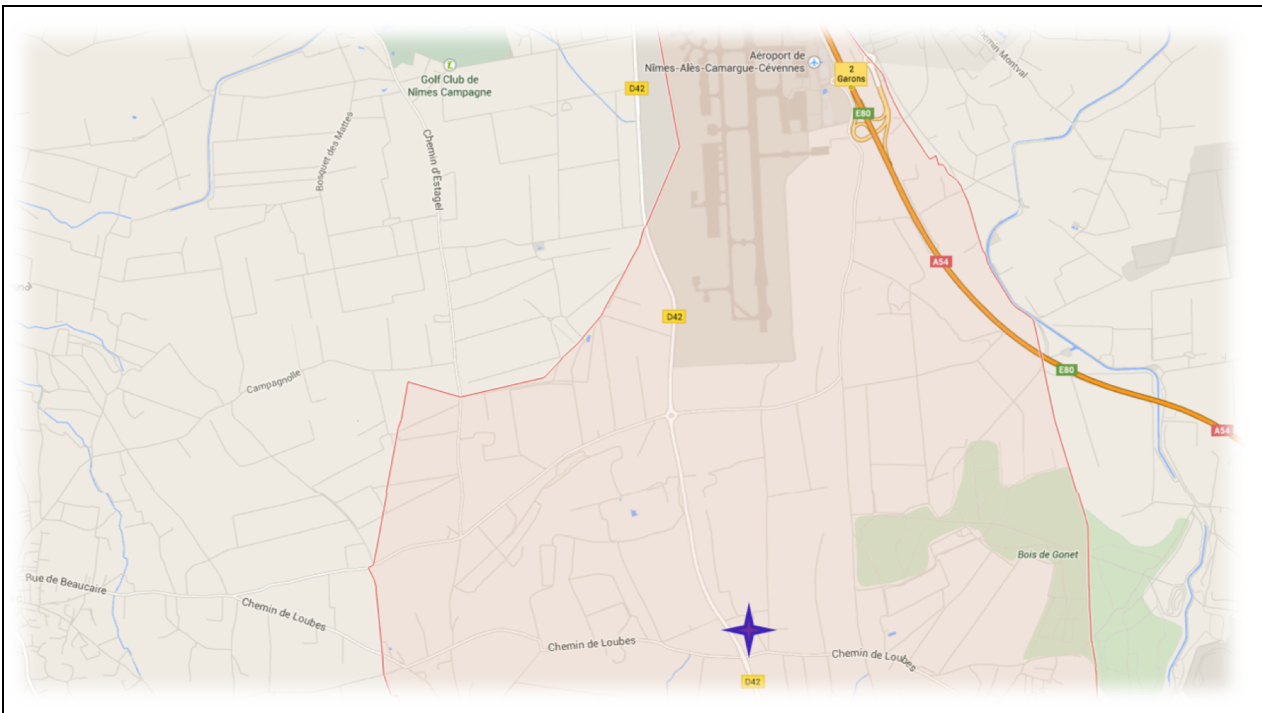 Golf Club de
Nîmes Campagne
Aéroport de
Nîmes-Alès-Camargue-Cévennes
2
Garons
Chemin Montval
D42
E80
Bosquet des Mattes
Chemin d'Estagel
A54
D42
E80
Campagnolle
A54
Bois de Gonet
Rue de Beaucaire
Chemin de Loubes
Chemin de Loubes
Chemin de Loubes
D42